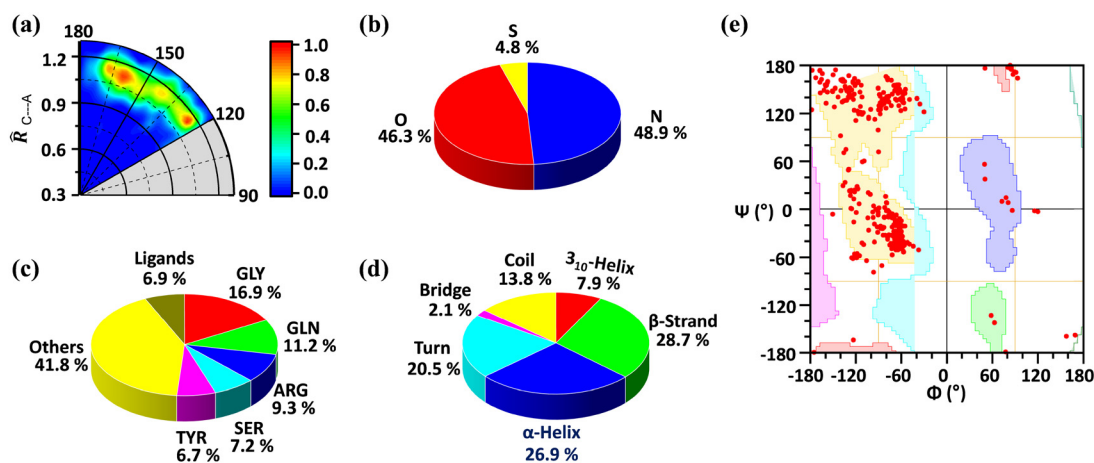 (a)
180
150
120
90
1.2
0.9
0.6
0.3
R̂ C---A
1.0
0.8
0.6
0.4
0.2
0.0
(b)
S
4.8 %
O
46.3 %
N
48.9 %
(c)
Ligands
6.9 %
GLY
16.9 %
GLN
11.2 %
ARG
9.3 %
SER
7.2 %
TYR
6.7 %
Others
41.8 %
(d)
Coil
13.8 %
3₁₀-Helix
7.9 %
β-Strand
28.7 %
α-Helix
26.9 %
Turn
20.5 %
Bridge
2.1 %
(e)
180
120
60
0
-60
-120
-180
Ψ (°)
-180 -120 -60 0 60 120 180
Φ (°)